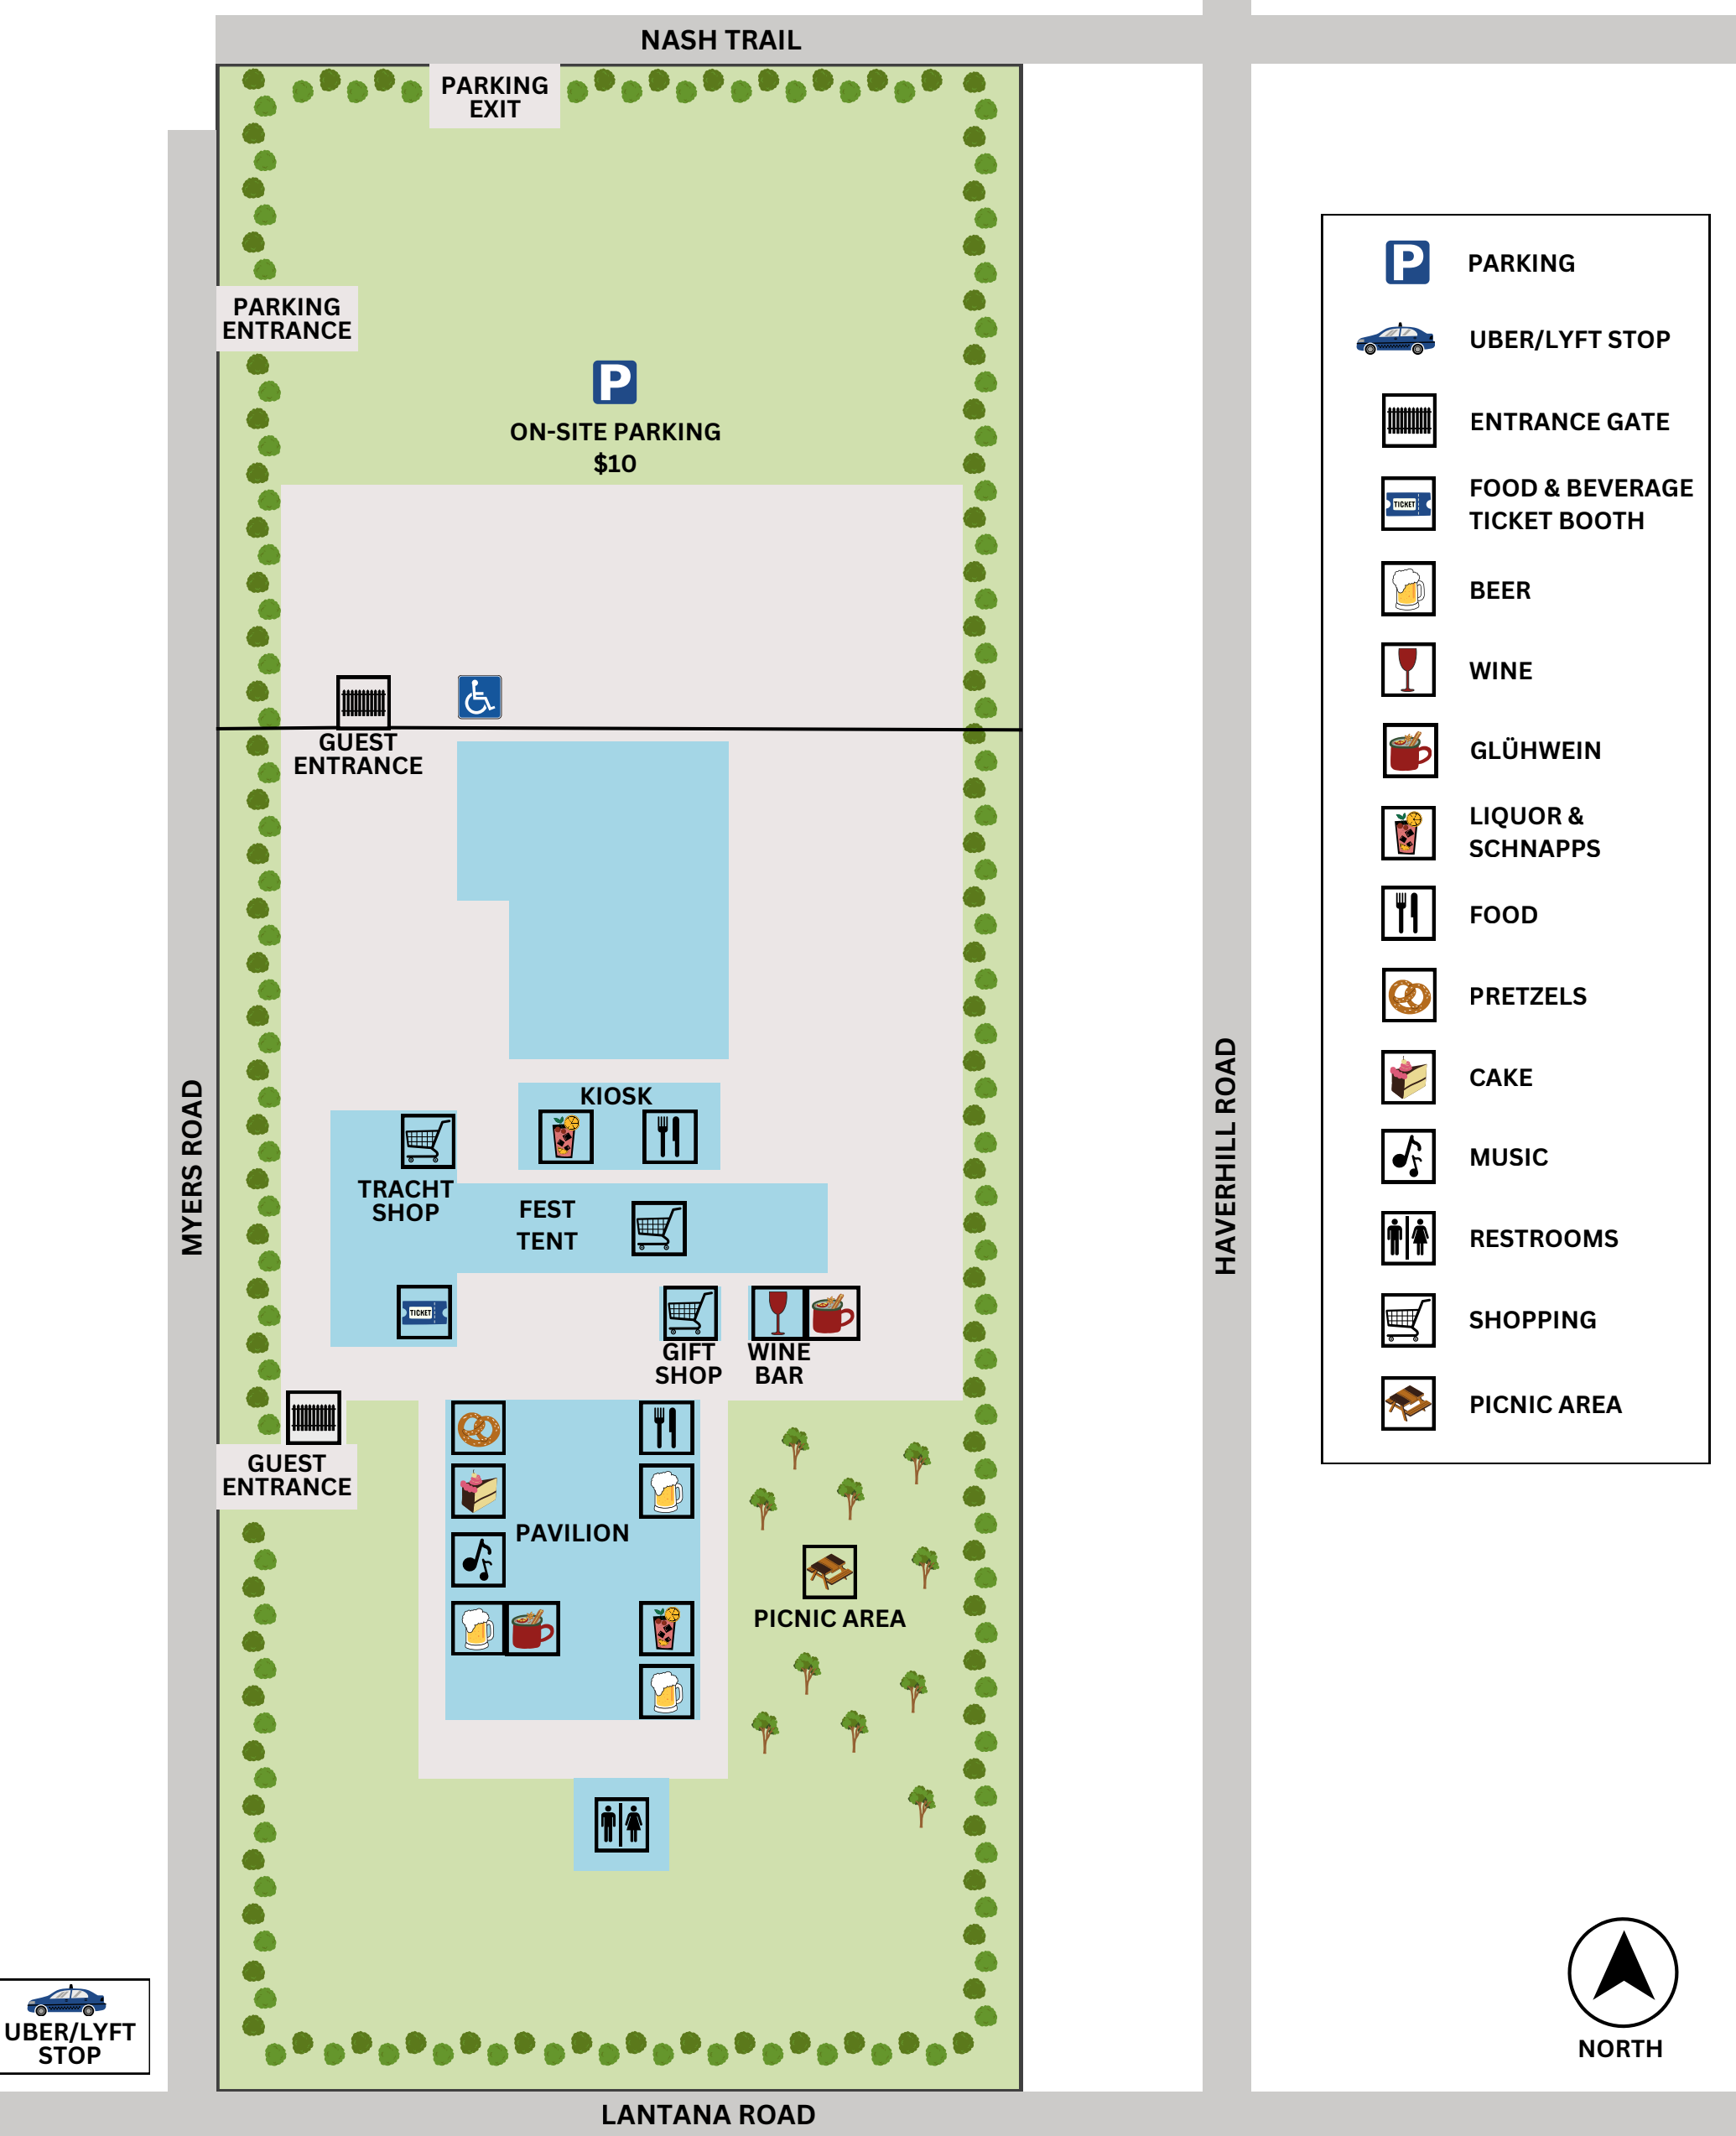 NASH TRAIL
PARKING
EXIT
PARKING
ENTRANCE
P
ON-SITE PARKING
$10
GUEST
ENTRANCE
KIOSK
TRACHT
SHOP
FEST
TENT
TICKET
GIFT
SHOP
WINE
BAR
GUEST
ENTRANCE
PAVILION
PICNIC AREA
MYERS ROAD
HAVERHILL ROAD
UBER/LYFT
STOP
LANTANA ROAD
P
PARKING
UBER/LYFT STOP
ENTRANCE GATE
TICKET
FOOD & BEVERAGE
TICKET BOOTH
BEER
WINE
GLÜHWEIN
LIQUOR &
SCHNAPPS
FOOD
PRETZELS
CAKE
MUSIC
RESTROOMS
SHOPPING
PICNIC AREA
NORTH